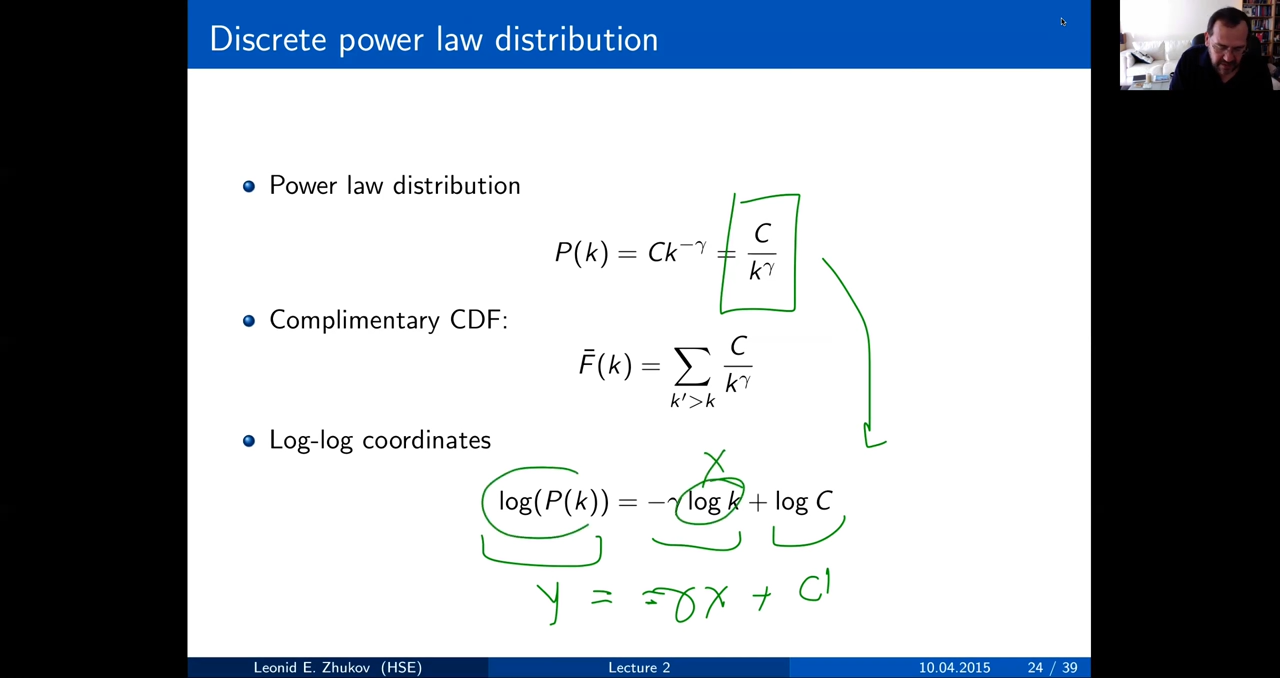 Discrete power law distribution
Power law distribution
P(k) = Ck^{−γ} = C/k^γ
Complimentary CDF:
F̄(k) = ∑_{k′>k} C/k^γ
Log-log coordinates
X
log(P(k)) = −γ log k + log C
y = -γx + C'
Leonid E. Zhukov (HSE) Lecture 2 10.04.2015 24 / 39